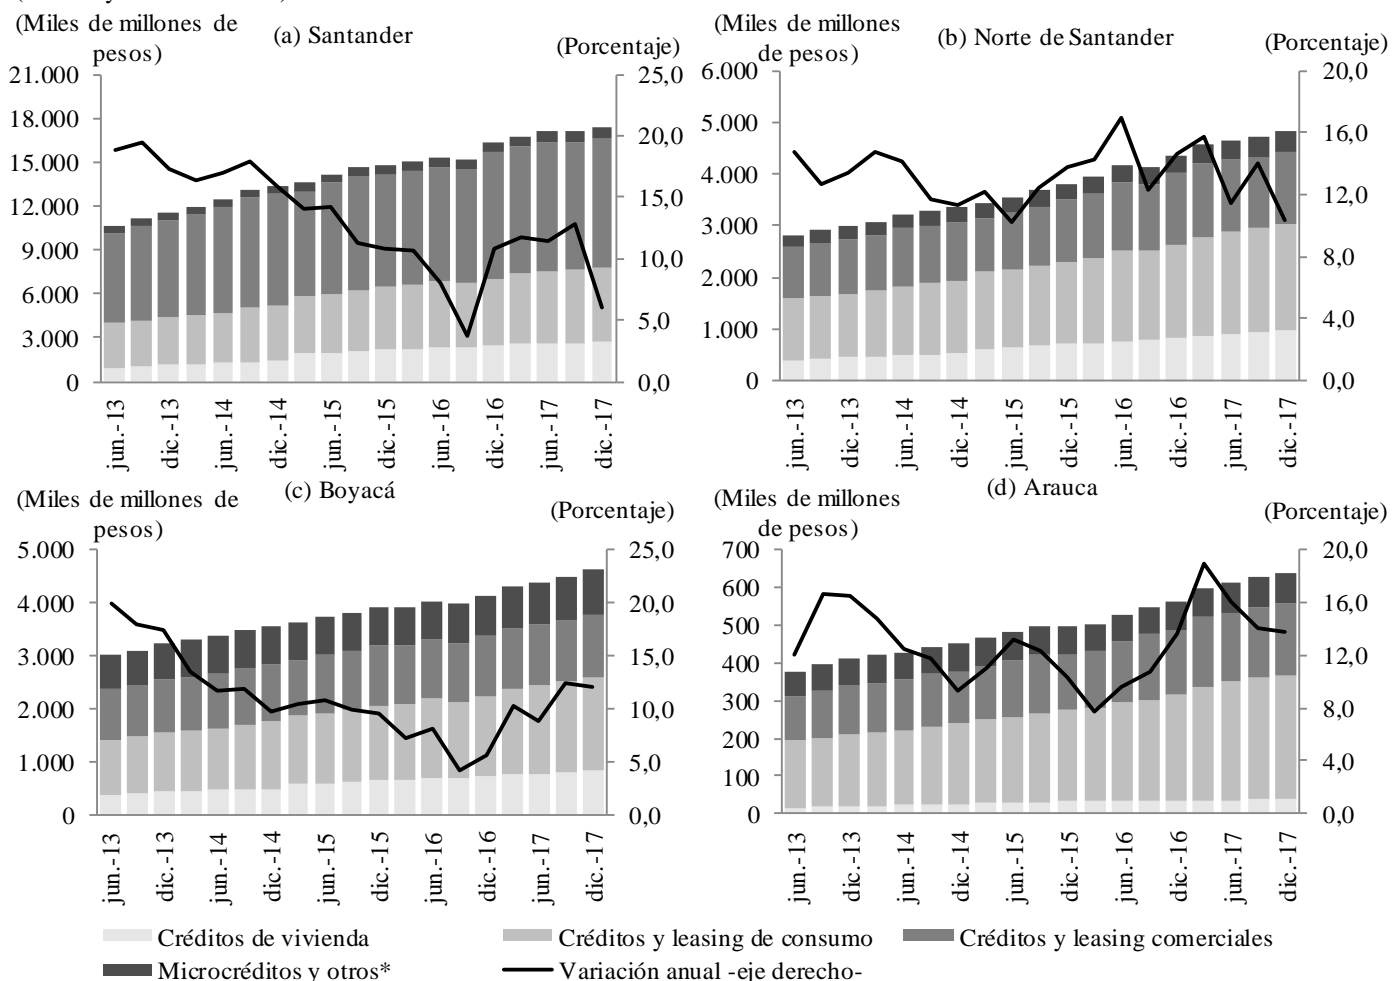 (Miles de millones de
pesos)
(a) Santander
(Porcentaje)
21.000
18.000
15.000
12.000
9.000
6.000
3.000
0
25,0
20,0
15,0
10,0
5,0
0,0
jun.-13
dic.-13
jun.-14
dic.-14
jun.-15
dic.-15
jun.-16
dic.-16
jun.-17
dic.-17
(Miles de millones
de pesos)
(b) Norte de Santander
(Porcentaje)
6.000
5.000
4.000
3.000
2.000
1.000
0
20,0
16,0
12,0
8,0
4,0
0,0
jun.-13
dic.-13
jun.-14
dic.-14
jun.-15
dic.-15
jun.-16
dic.-16
jun.-17
dic.-17
(Miles de millones de
pesos)
(c) Boyacá
(Porcentaje)
5.000
4.000
3.000
2.000
1.000
0
25,0
20,0
15,0
10,0
5,0
0,0
jun.-13
dic.-13
jun.-14
dic.-14
jun.-15
dic.-15
jun.-16
dic.-16
jun.-17
dic.-17
(Miles de millones
de pesos)
(d) Arauca
(Porcentaje)
700
600
500
400
300
200
100
0
20,0
16,0
12,0
8,0
4,0
0,0
jun.-13
dic.-13
jun.-14
dic.-14
jun.-15
dic.-15
jun.-16
dic.-16
jun.-17
dic.-17
Créditos de vivienda
Créditos y leasing de consumo
Créditos y leasing comerciales
Microcréditos y otros*
Variación anual -eje derecho-